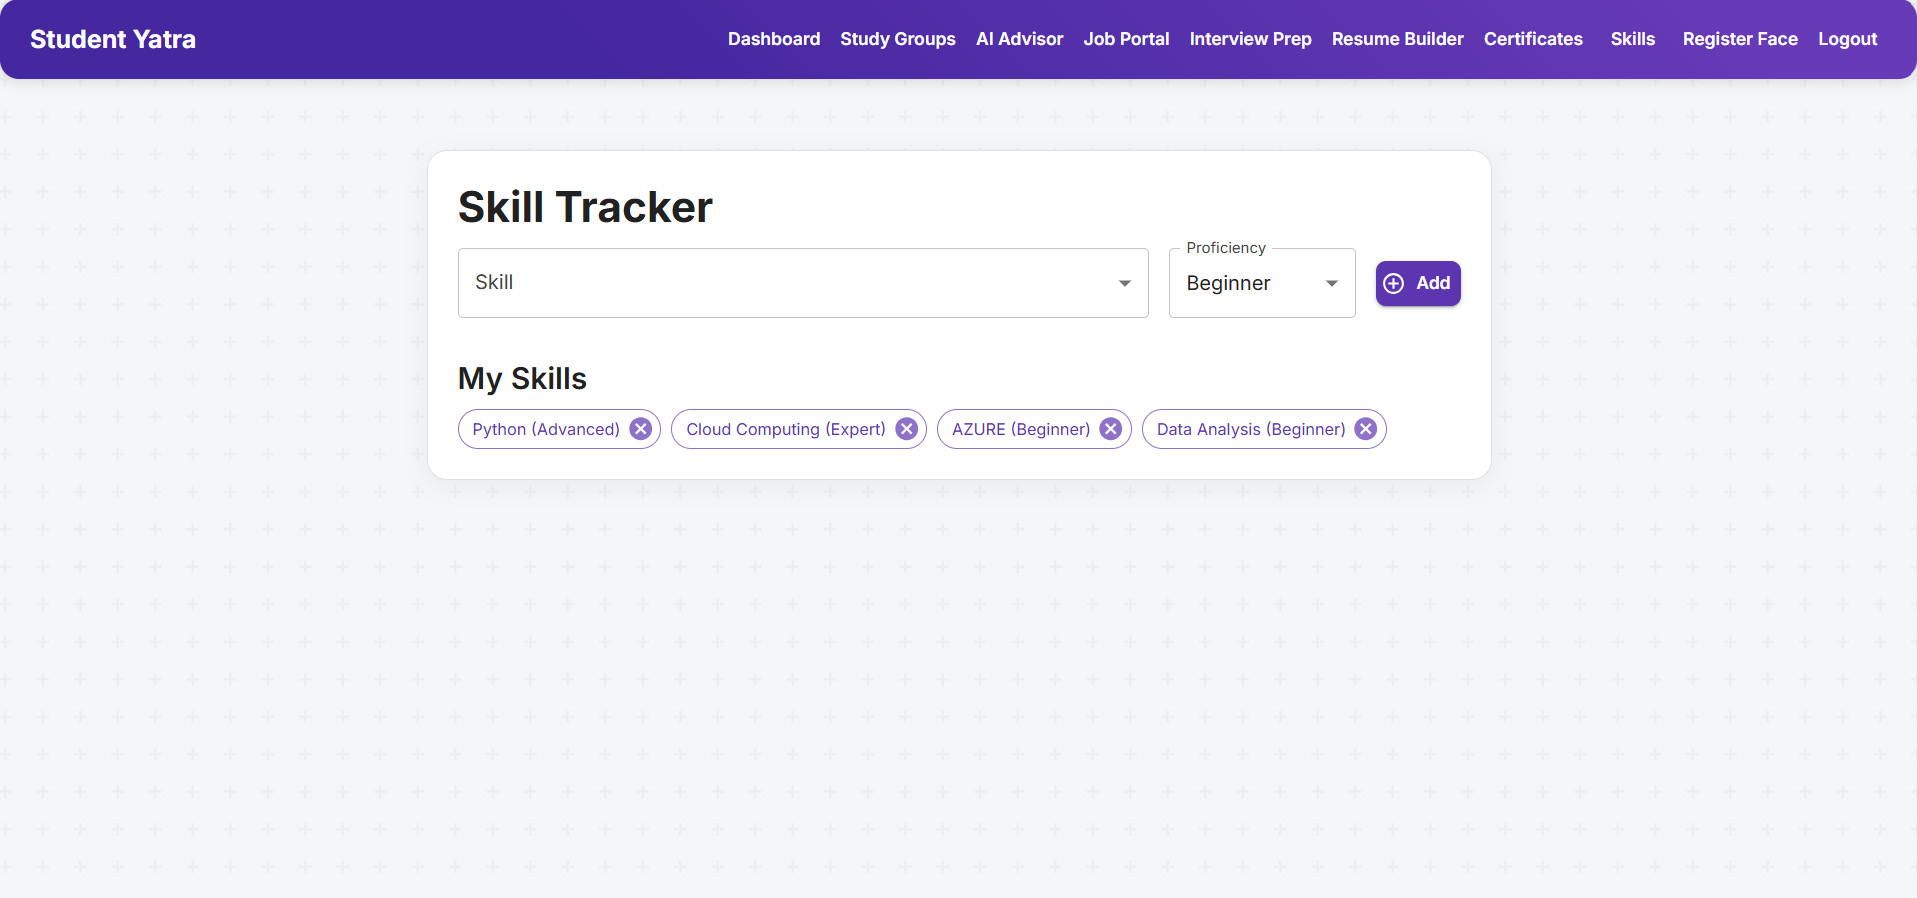 Student Yatra Dashboard Study Groups AI Advisor Job Portal Interview Prep Resume Builder Certificates Skills Register Face Logout
Skill Tracker
Proficiency
Skill Beginner Add
My Skills
Python (Advanced) Cloud Computing (Expert) AZURE (Beginner) Data Analysis (Beginner)